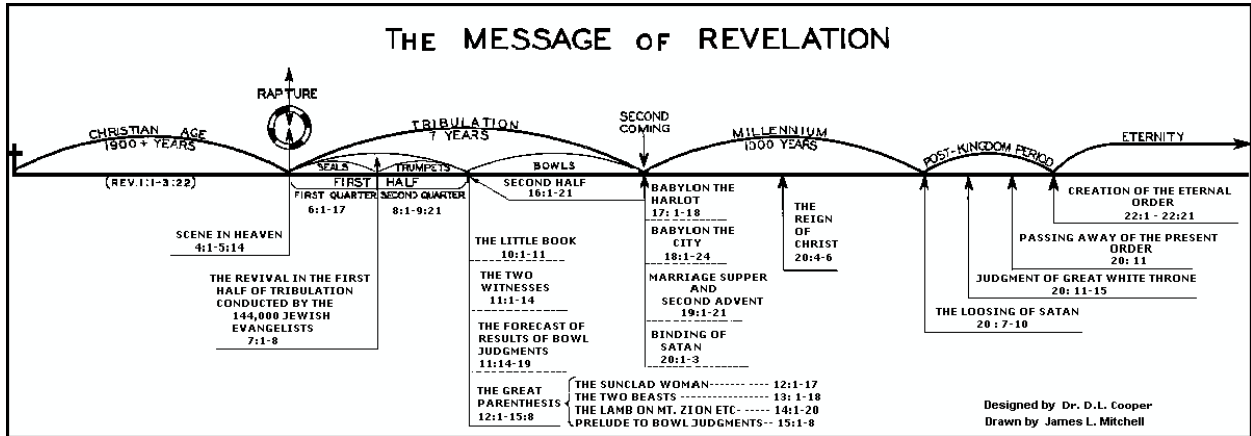 THE MESSAGE OF REVELATION
RAPTURE
CHRISTIAN AGE
1900 + YEARS
(REV.1:1-3:22)
TRIBULATION
7 YEARS
SEALS
TRUMPETS
BOWLS
FIRST HALF
FIRST QUARTER
6:1-17
SECOND QUARTER
8:1-9:21
SECOND HALF
16:1-21
SECOND
COMING
MILLENNIUM
1000 YEARS
POST-KINGDOM PERIOD
ETERNITY
SCENE IN HEAVEN
4:1-5:14
THE REVIVAL IN THE FIRST
HALF OF TRIBULATION
CONDUCTED BY THE
144,000 JEWISH
EVANGELISTS
7:1-8
THE LITTLE BOOK
10:1-11
THE TWO
WITNESSES
11:1-14
THE FORECAST OF
RESULTS OF BOWL
JUDGMENTS
11:14-19
THE GREAT
PARENTHESIS
12:1-15:8
THE SUNCLAD WOMAN------- --- 12:1-17
THE TWO BEASTS------------- 13: 1-18
THE LAMB ON MT. ZION ETC- ----- 14:1-20
PRELUDE TO BOWL JUDGMENTS-- 15:1-8
BABYLON THE
HARLOT
17: 1-18
BABYLON THE
CITY
18:1-24
MARRIAGE SUPPER
AND
SECOND ADVENT
19:1-21
BINDING OF
SATAN
20:1-3
THE
REIGN
OF
CHRIST
20:4-6
CREATION OF THE ETERNAL
ORDER
22:1 - 22:21
PASSING AWAY OF THE PRESENT
ORDER
20: 11
JUDGMENT OF GREAT WHITE THRONE
20: 11-15
THE LOOSING OF SATAN
20 : 7-10
Designed by Dr. D.L. Cooper
Drawn by James L. Mitchell